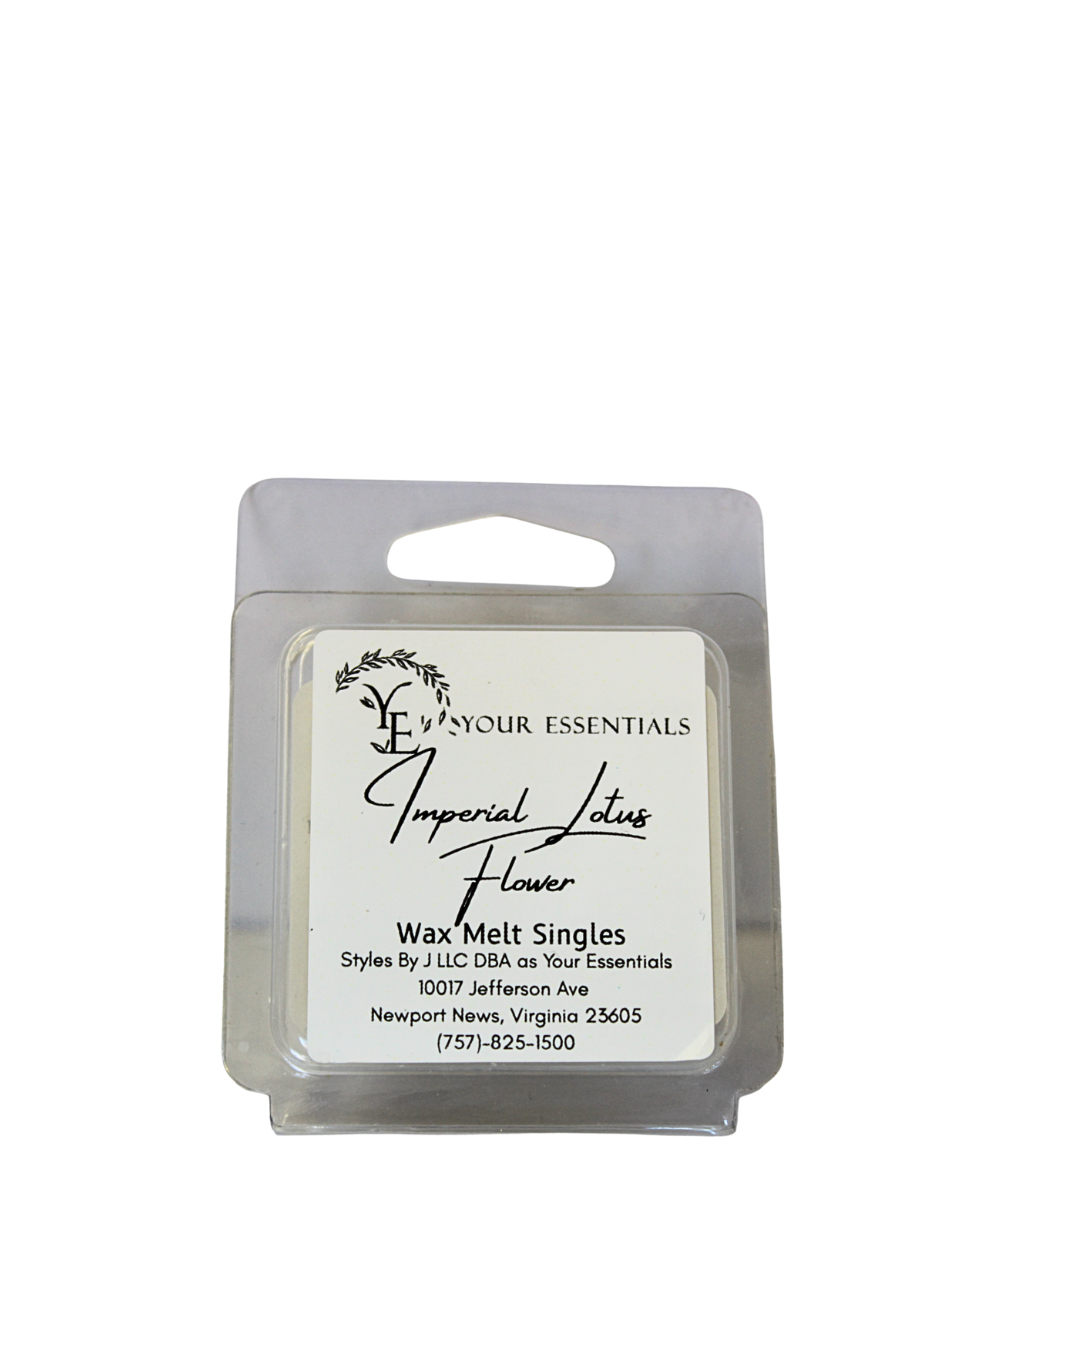 YE
YOUR ESSENTIALS
Imperial Lotus
Flower
Wax Melt Singles
Styles By J LLC DBA as Your Essentials
10017 Jefferson Ave
Newport News, Virginia 23605
(757)-825-1500